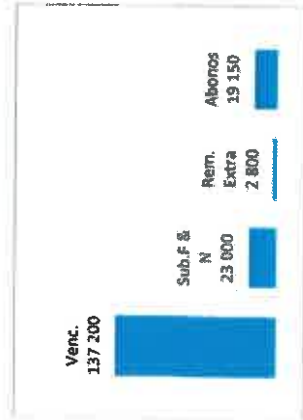 Venc.
137 200
Sub.F &
N
23 000
Rem.
Extra
2 800
Abonos
19 150